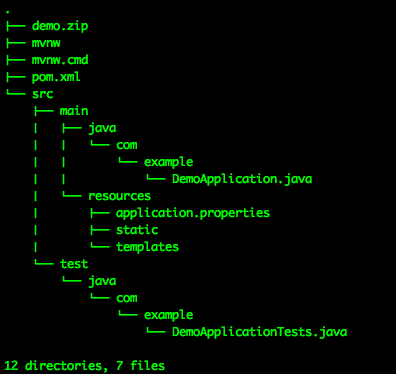 .
├── demo.zip
├── mvnw
├── mvnw.cmd
├── pom.xml
└── src
    ├── main
    │   ├── java
    │   │   └── com
    │   │       └── example
    │   │           └── DemoApplication.java
    │   └── resources
    │       ├── application.properties
    │       ├── static
    │       └── templates
    └── test
        └── java
            └── com
                └── example
                    └── DemoApplicationTests.java

12 directories, 7 files